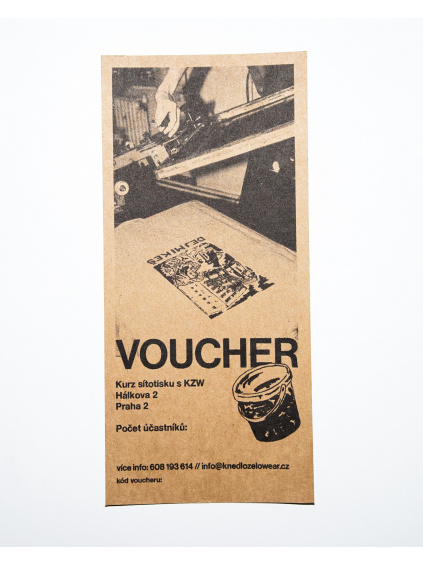 DEJMIKES
VOUCHER
Kurz sítotisku s KZW
Hálkova 2
Praha 2
Počet účastníků:
více info: 608 193 614 // info@knedlozelowear.cz
kód voucheru: